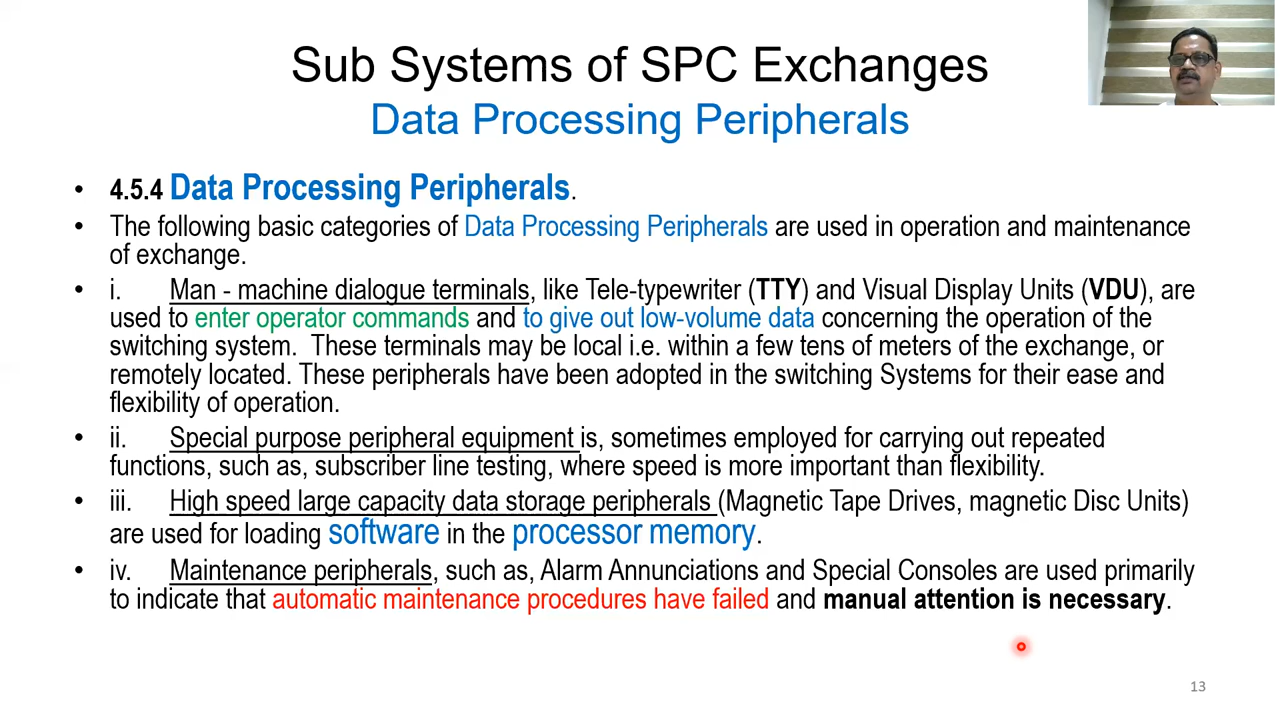 Sub Systems of SPC Exchanges
Data Processing Peripherals
• 4.5.4 Data Processing Peripherals.
• The following basic categories of Data Processing Peripherals are used in operation and maintenance
of exchange.
• i. Man - machine dialogue terminals, like Tele-typewriter (TTY) and Visual Display Units (VDU), are
used to enter operator commands and to give out low-volume data concerning the operation of the
switching system. These terminals may be local i.e. within a few tens of meters of the exchange, or
remotely located. These peripherals have been adopted in the switching Systems for their ease and
flexibility of operation.
• ii. Special purpose peripheral equipment is, sometimes employed for carrying out repeated
functions, such as, subscriber line testing, where speed is more important than flexibility.
• iii. High speed large capacity data storage peripherals (Magnetic Tape Drives, magnetic Disc Units)
are used for loading software in the processor memory.
• iv. Maintenance peripherals, such as, Alarm Annunciations and Special Consoles are used primarily
to indicate that automatic maintenance procedures have failed and manual attention is necessary.
13